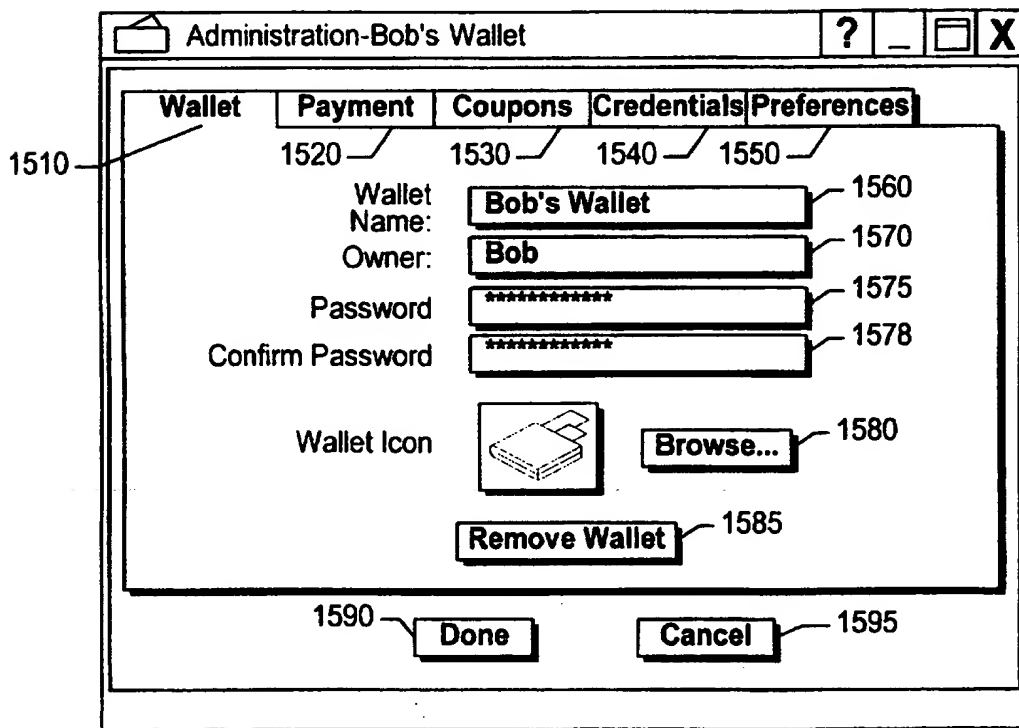 Administration-Bob's Wallet ? _ X
Wallet Payment Coupons Credentials Preferences
1510 1520 1530 1540 1550
Wallet Name: Bob's Wallet 1560
Owner: Bob 1570
Password ************ 1575
Confirm Password ************ 1578
Wallet Icon Browse... 1580
Remove Wallet 1585
1590 Done Cancel 1595